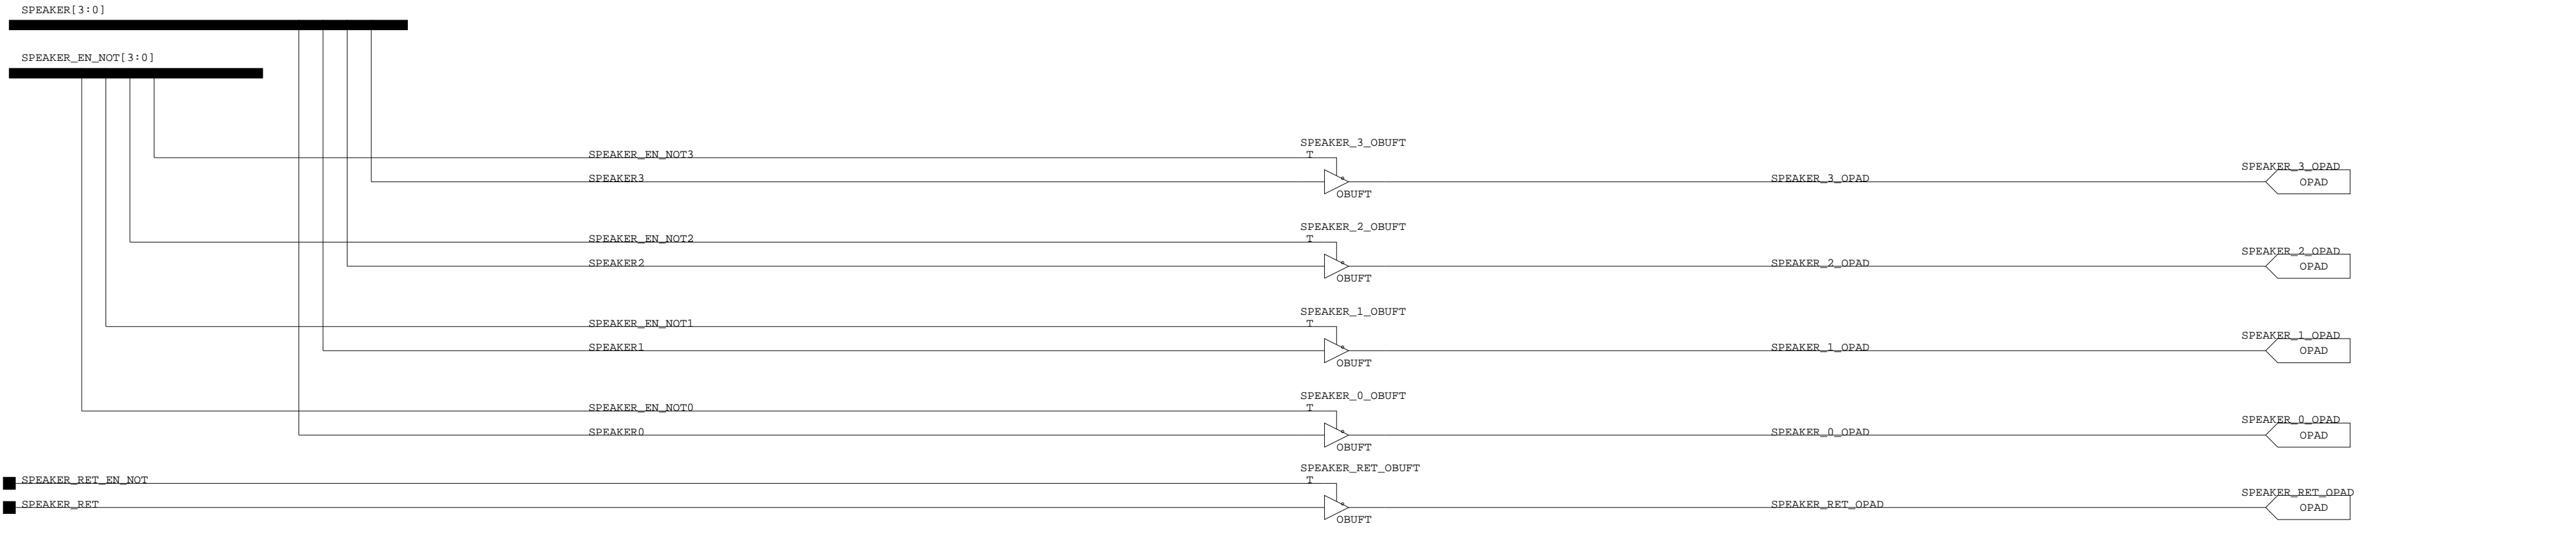 SPEAKER[3:0]
SPEAKER_EN_NOT[3:0]
SPEAKER_3_OBUFT
SPEAKER_EN_NOT3 T
SPEAKER_3_OPAD
SPEAKER3 SPEAKER_3_OPAD OPAD
OBUFT
SPEAKER_2_OBUFT
SPEAKER_EN_NOT2 T
SPEAKER_2_OPAD
SPEAKER2 SPEAKER_2_OPAD OPAD
OBUFT
SPEAKER_1_OBUFT
SPEAKER_EN_NOT1 T
SPEAKER_1_OPAD
SPEAKER1 SPEAKER_1_OPAD OPAD
OBUFT
SPEAKER_0_OBUFT
SPEAKER_EN_NOT0 T
SPEAKER_0_OPAD
SPEAKER0 SPEAKER_0_OPAD OPAD
OBUFT
SPEAKER_RET_OBUFT
SPEAKER_RET_EN_NOT T
SPEAKER_RET_OPAD
SPEAKER_RET SPEAKER_RET_OPAD OPAD
OBUFT